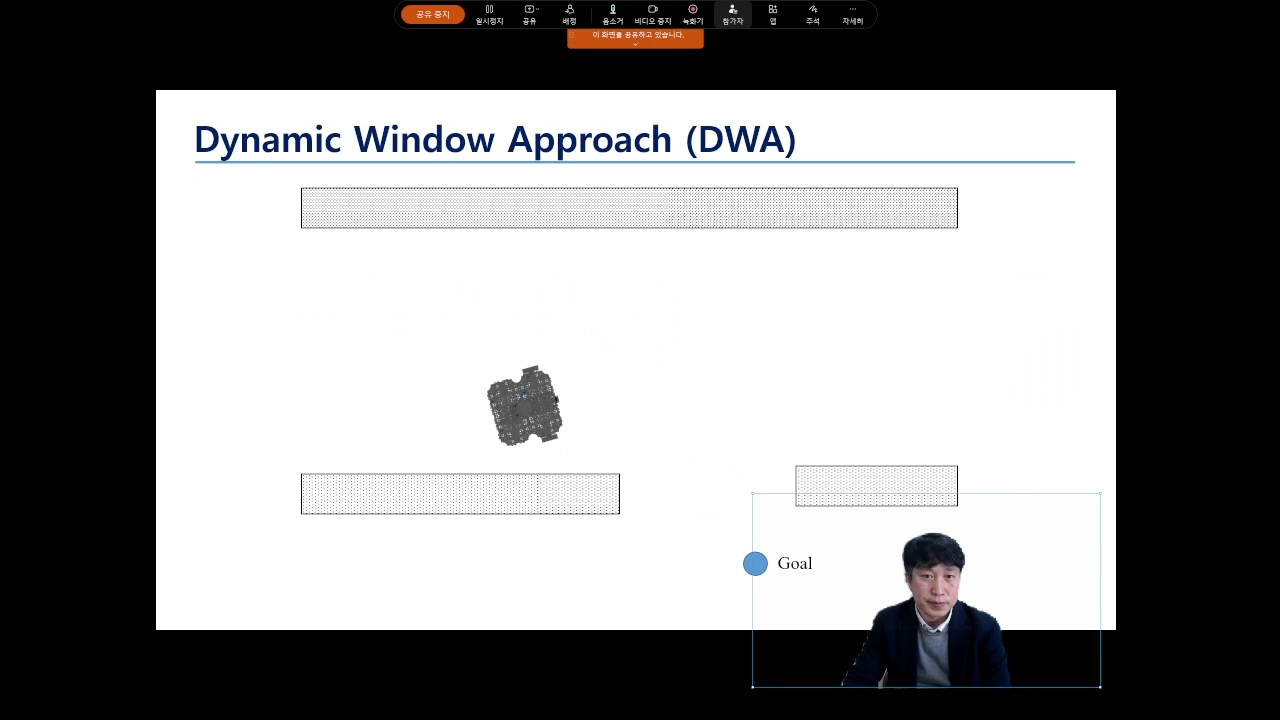 공유 중지
일시정지
공유
배정
음소거
비디오 중지
녹화기
참가자
앱
주석
자세히
이 화면을 공유하고 있습니다.
Dynamic Window Approach (DWA)
Goal